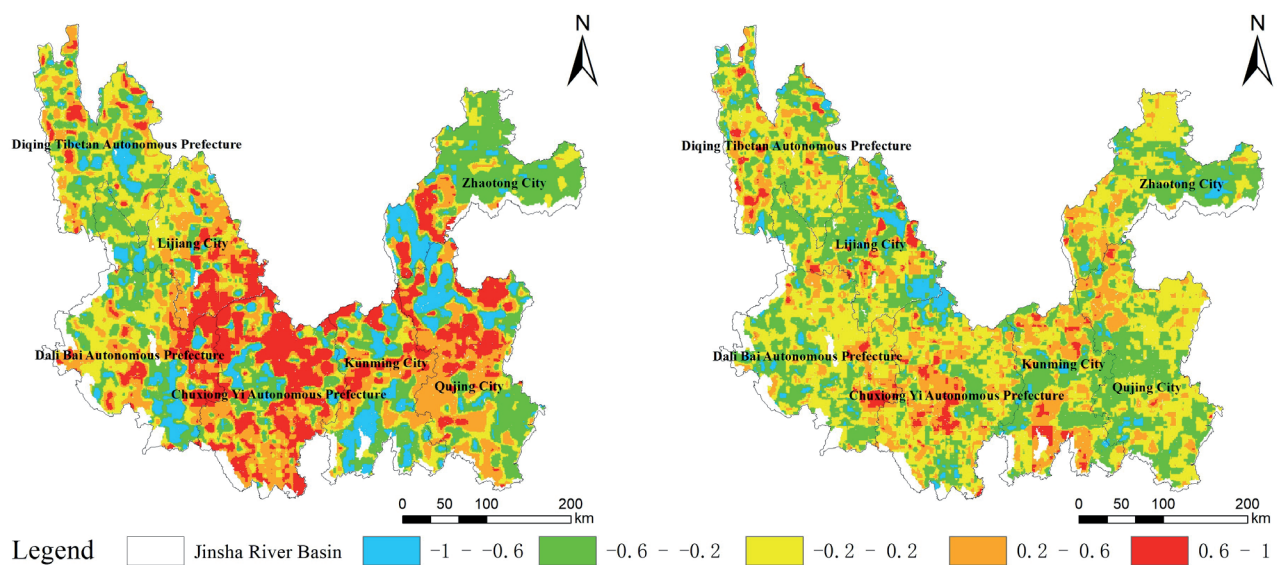 N
N
Diqing Tibetan Autonomous Prefecture
Diqing Tibetan Autonomous Prefecture
Zhaotong City
Zhaotong City
Lijiang City
Lijiang City
Dali Bai Autonomous Prefecture
Kunming City
Dali Bai Autonomous Prefecture
Kunming City
Qujing City
Qujing City
Chuxiong Yi Autonomous Prefecture
Chuxiong Yi Autonomous Prefecture
0 50 100 200
km
0 50 100 200
km
Legend Jinsha River Basin -1 - -0.6 -0.6 - -0.2 -0.2 - 0.2 0.2 - 0.6 0.6 - 1